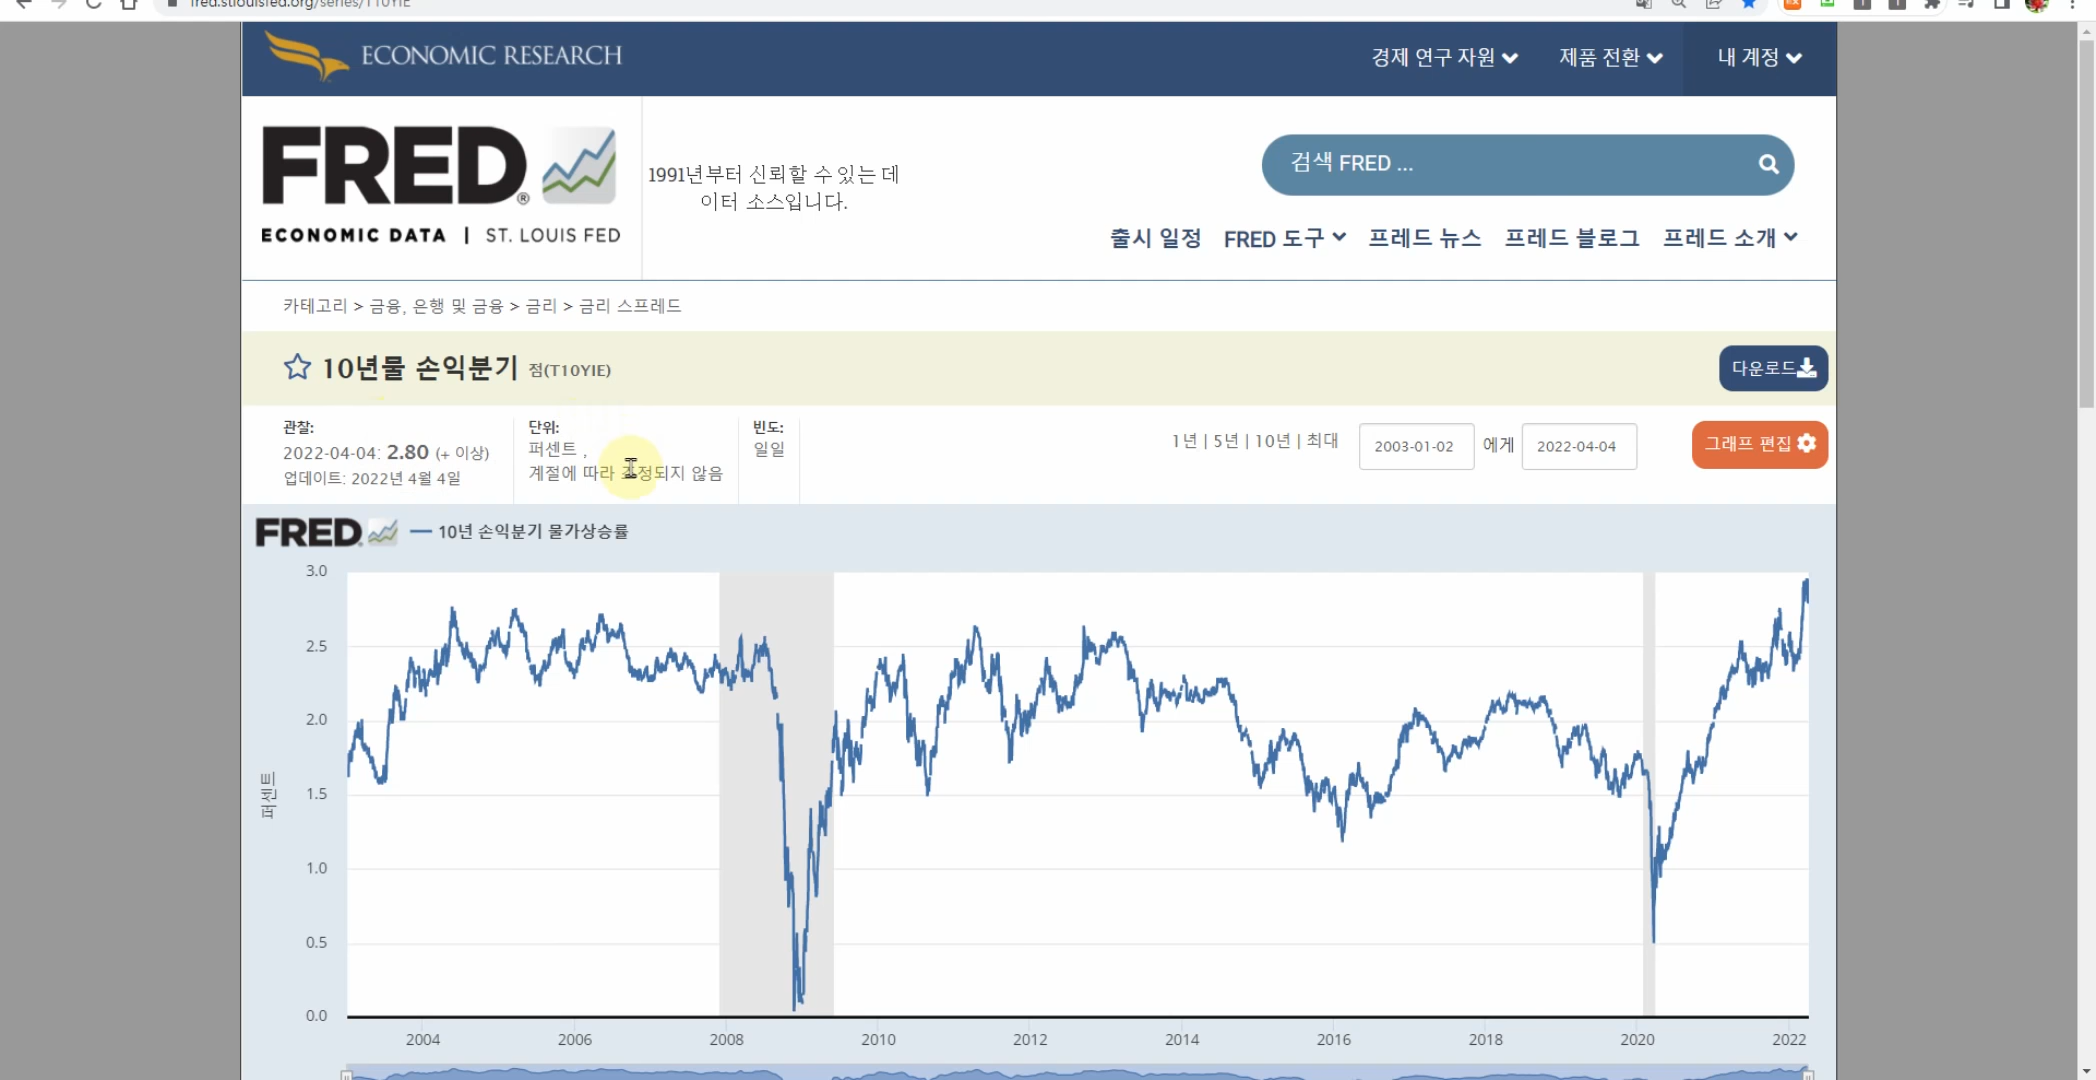 fred.stlouisfed.org/series/T10YIE
ECONOMIC RESEARCH
경제 연구 자원
제품 전환
내 계정
FRED®
ECONOMIC DATA | ST. LOUIS FED
1991년부터 신뢰할 수 있는 데
이터 소스입니다.
검색 FRED ...
출시 일정 FRED 도구 프레드 뉴스 프레드 블로그 프레드 소개
카테고리 > 금융, 은행 및 금융 > 금리 > 금리 스프레드
10년물 손익분기 점(T10YIE)
다운로드
관찰:
2022-04-04: 2.80 (+ 이상)
업데이트: 2022년 4월 4일
단위:
퍼센트 ,
계절에 따라 조정되지 않음
빈도:
일일
1년 | 5년 | 10년 | 최대
2003-01-02 에게 2022-04-04
그래프 편집
FRED — 10년 손익분기 물가상승률
3.0
2.5
2.0
1.5
1.0
0.5
0.0
퍼센트
2004 2006 2008 2010 2012 2014 2016 2018 2020 2022